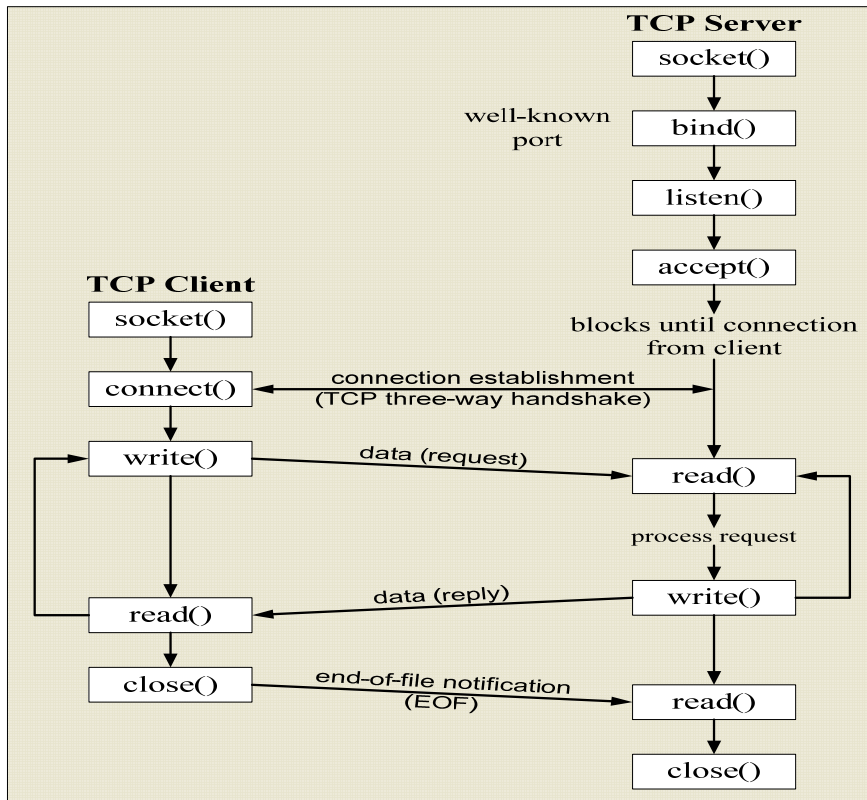 TCP Server
socket()
well-known
port
bind()
listen()
accept()
blocks until connection
from client
TCP Client
socket()
connect()
connection establishment
(TCP three-way handshake)
write()
data (request)
read()
process request
write()
data (reply)
read()
close()
end-of-file notification
(EOF)
read()
close()